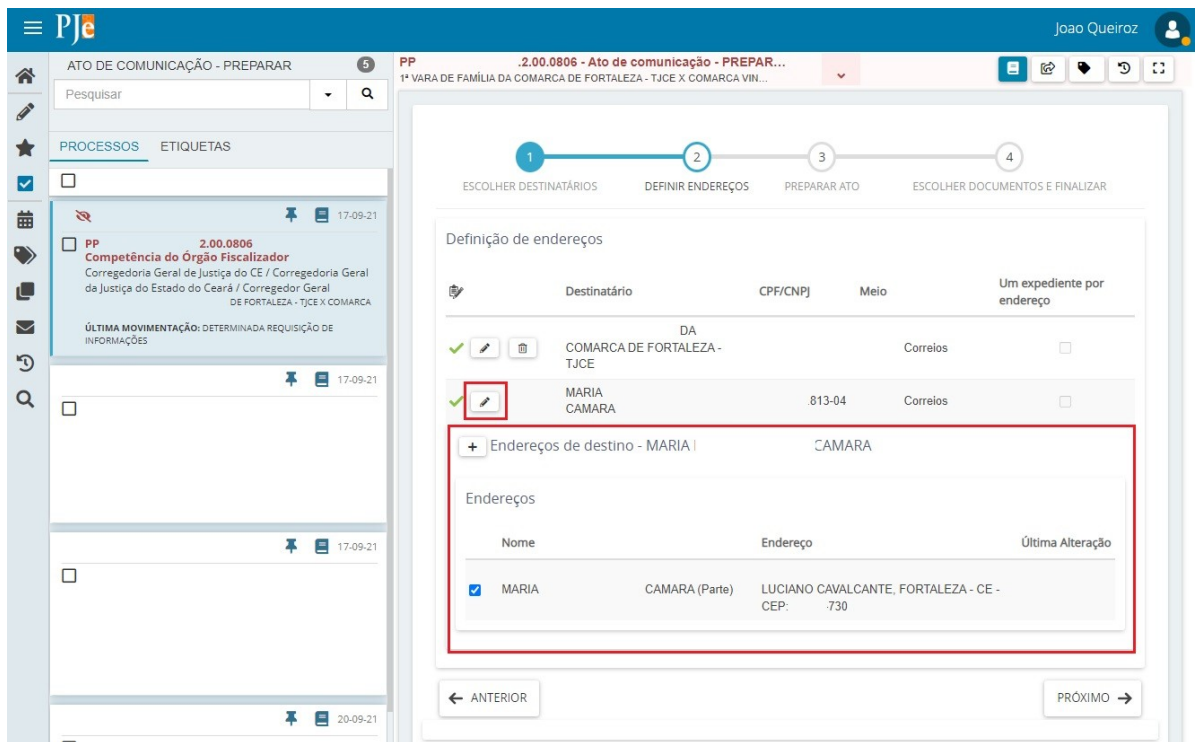 PJe
Joao Queiroz
ATO DE COMUNICAÇÃO - PREPARAR 5
Pesquisar
PROCESSOS ETIQUETAS
17-09-21
PP 2.00.0806
Competência do Órgão Fiscalizador
Corregedoria Geral de Justiça do CE / Corregedoria Geral
da Justiça do Estado do Ceará / Corregedor Geral
DE FORTALEZA - TJCE X COMARCA
ÚLTIMA MOVIMENTAÇÃO: DETERMINADA REQUISIÇÃO DE
INFORMAÇÕES
17-09-21
17-09-21
20-09-21
PP .2.00.0806 - Ato de comunicação - PREPAR...
1ª VARA DE FAMÍLIA DA COMARCA DE FORTALEZA - TJCE X COMARCA VIN...
1 2 3 4
ESCOLHER DESTINATÁRIOS DEFINIR ENDEREÇOS PREPARAR ATO ESCOLHER DOCUMENTOS E FINALIZAR
Definição de endereços
Destinatário CPF/CNPJ Meio Um expediente por
endereço
DA
COMARCA DE FORTALEZA - Correios
TJCE
MARIA .813-04 Correios
CAMARA
+ Endereços de destino - MARIA CAMARA
Endereços
Nome Endereço Última Alteração
MARIA CAMARA (Parte) LUCIANO CAVALCANTE, FORTALEZA - CE -
CEP: -730
← ANTERIOR PRÓXIMO →